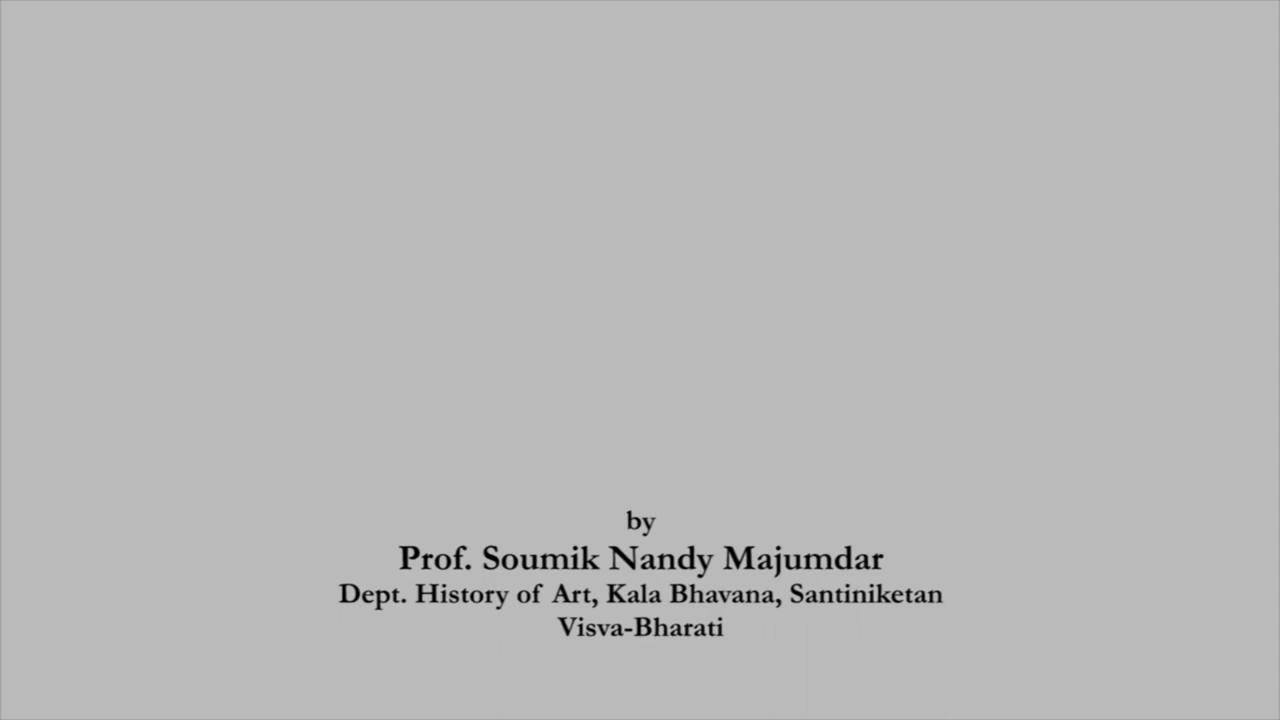 by
Prof. Soumik Nandy Majumdar
Dept. History of Art, Kala Bhavana, Santiniketan
Visva-Bharati